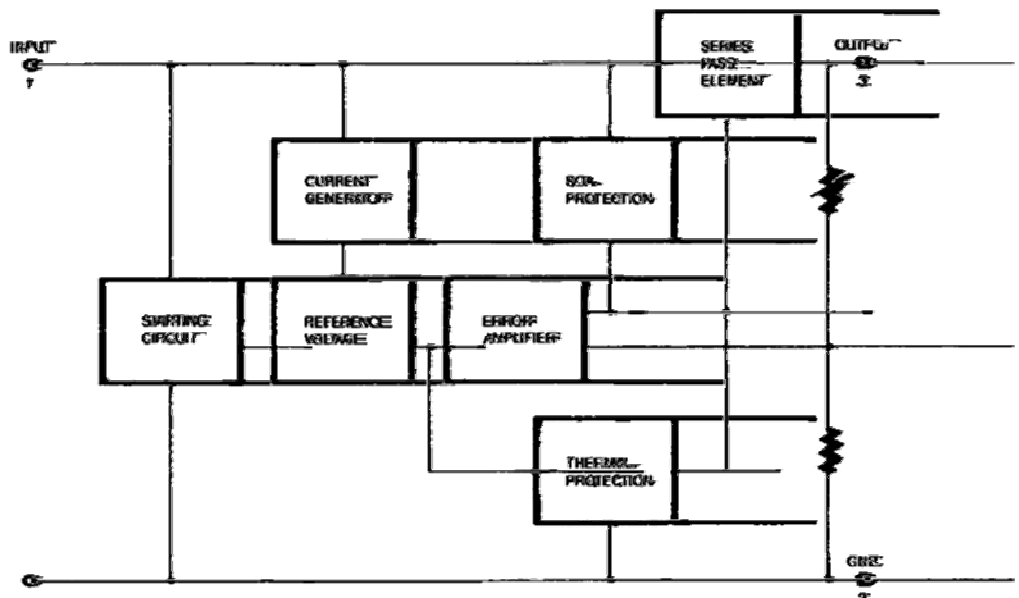 INPUT
1
SERIES
PASS
ELEMENT
OUTPUT
3
CURRENT
GENERATOR
SOA
PROTECTION
STARTING
CIRCUIT
REFERENCE
VOLTAGE
ERROR
AMPLIFIER
THERMAL
PROTECTION
GND
2